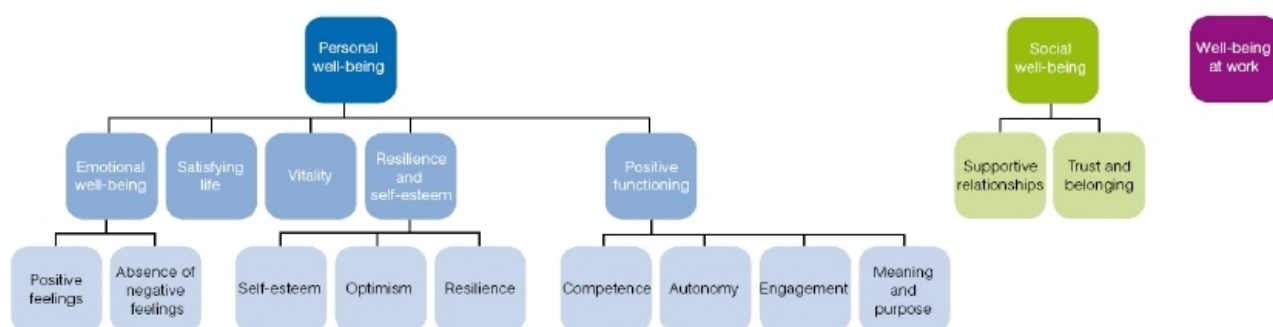 Personal
well-being
Social
well-being
Well-being
at work
Emotional
well-being
Satisfying
life
Vitality
Resilience
and
self-esteem
Positive
functioning
Supportive
relationships
Trust and
belonging
Positive
feelings
Absence of
negative
feelings
Self-esteem
Optimism
Resilience
Competence
Autonomy
Engagement
Meaning
and
purpose